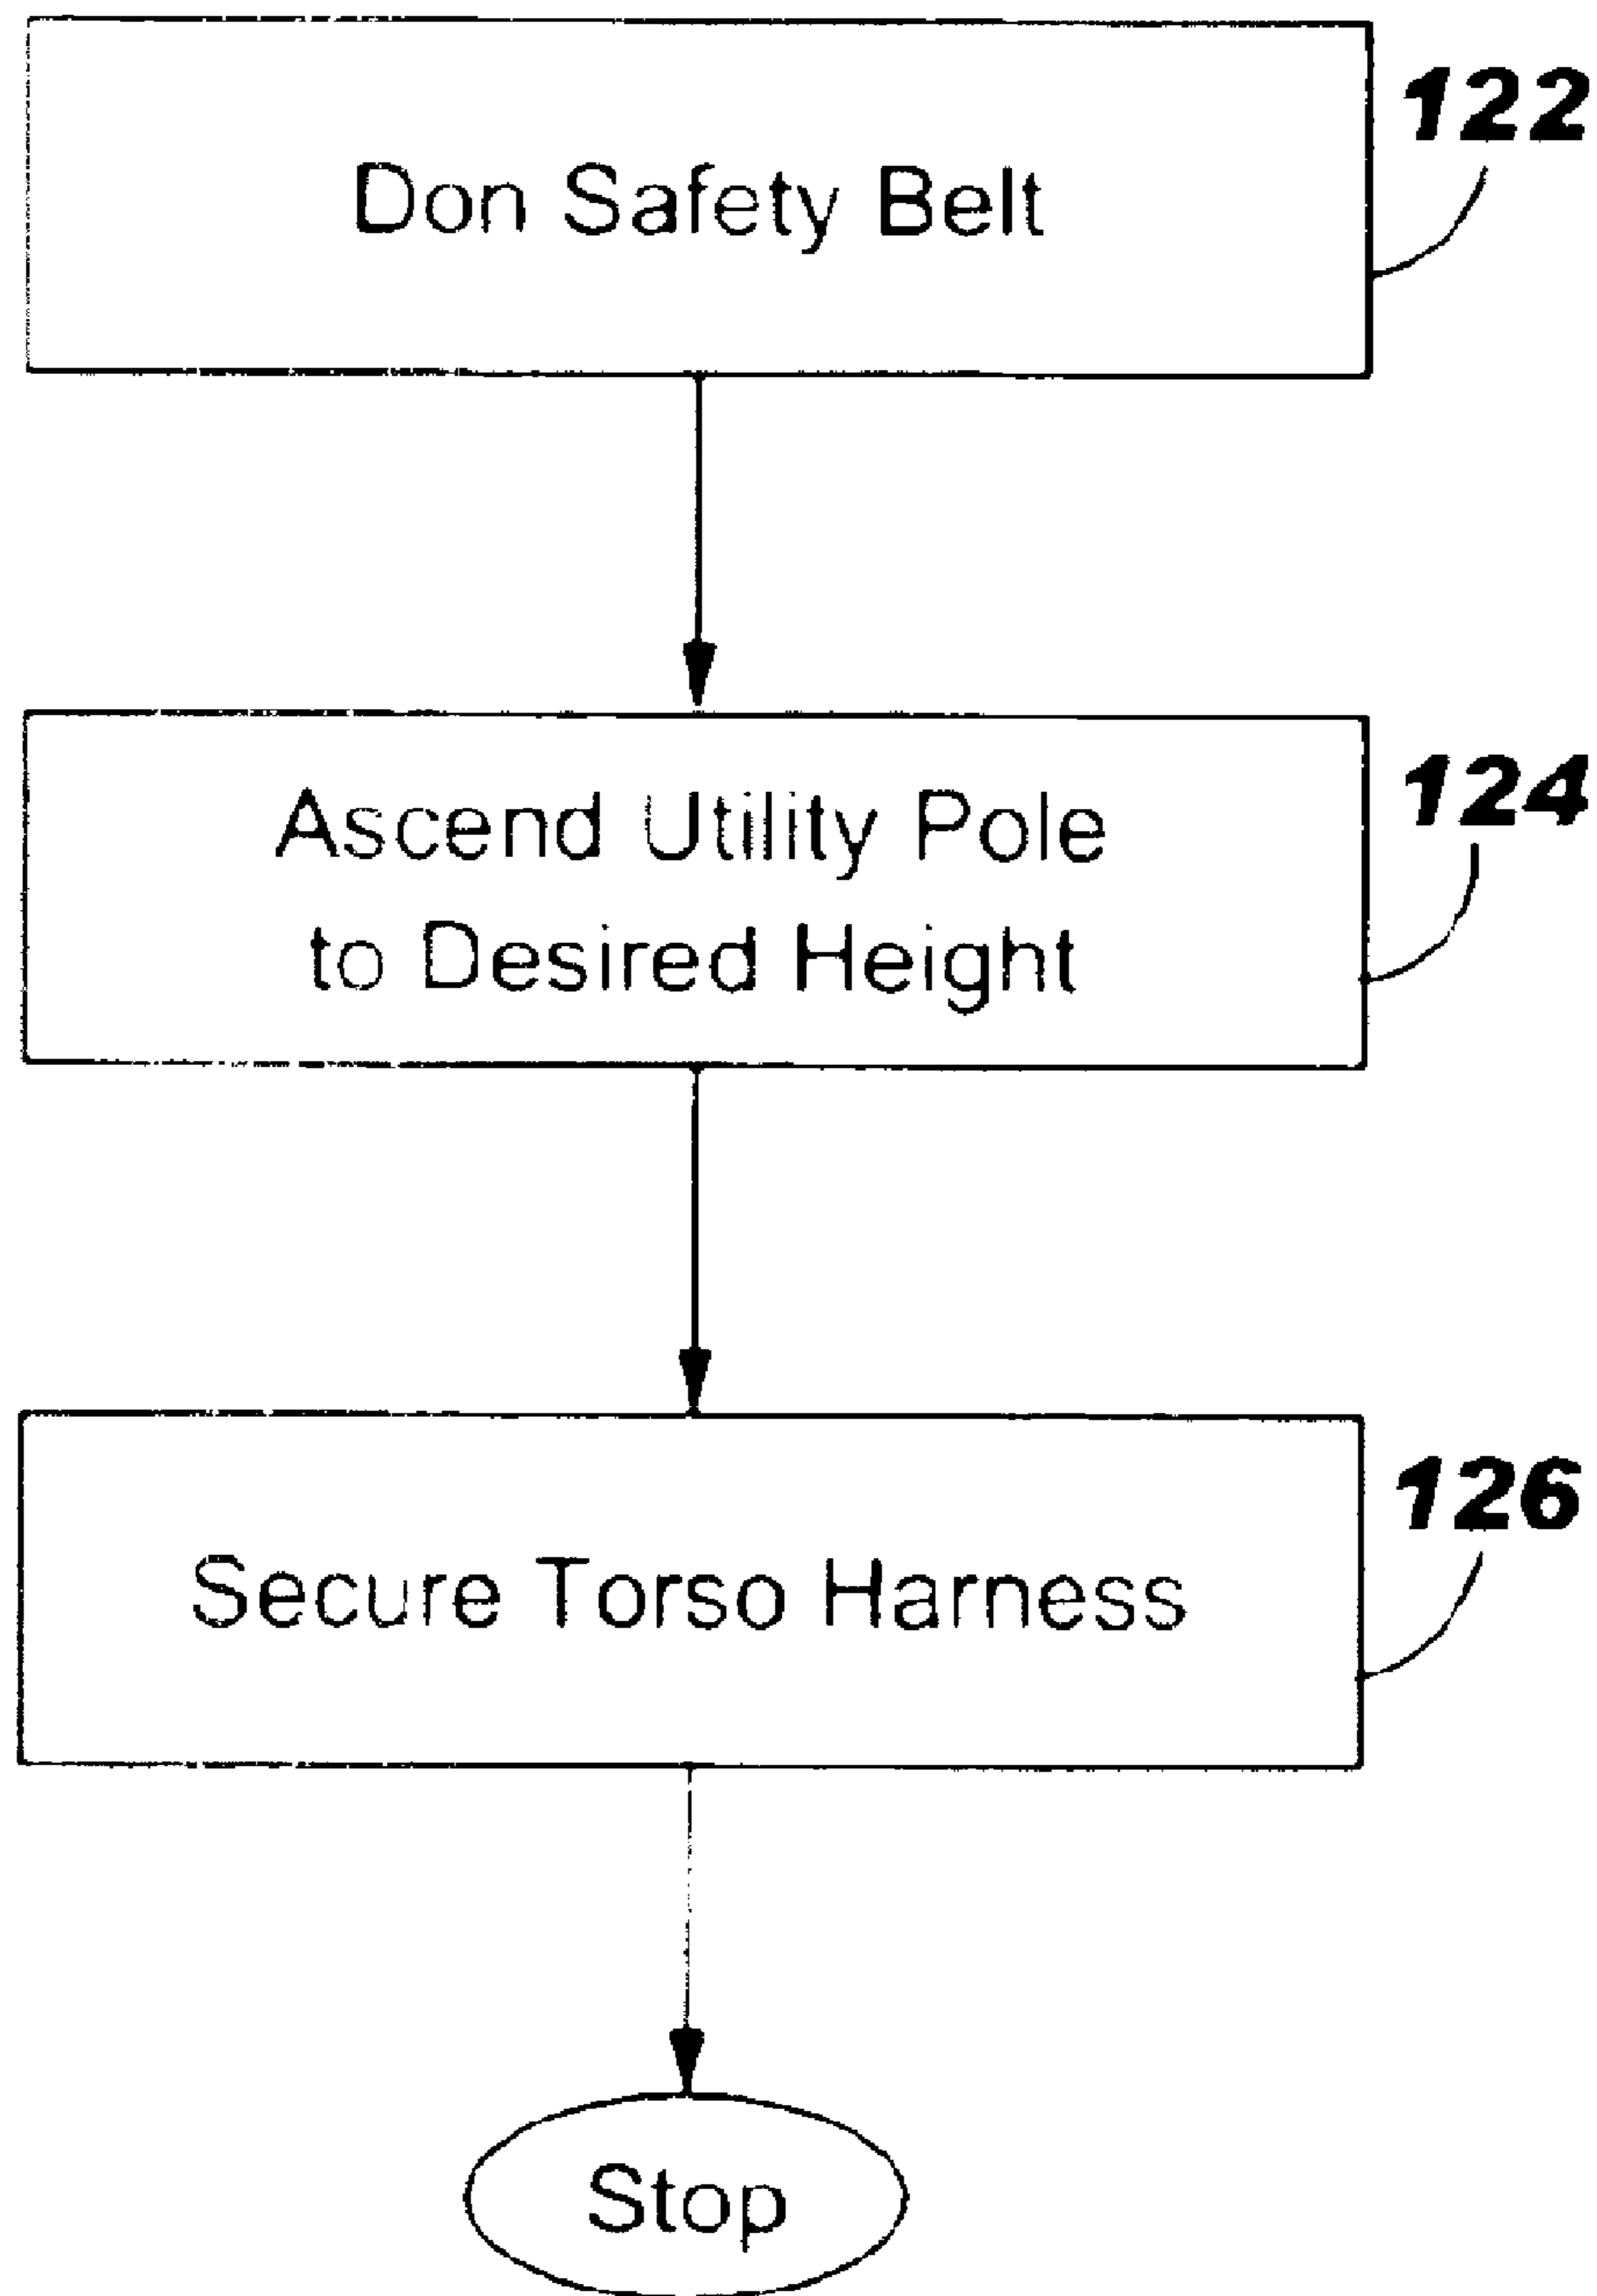 122
Don Safety Belt
124
Ascend Utility Pole
to Desired Height
126
Secure Torso Harness
Stop